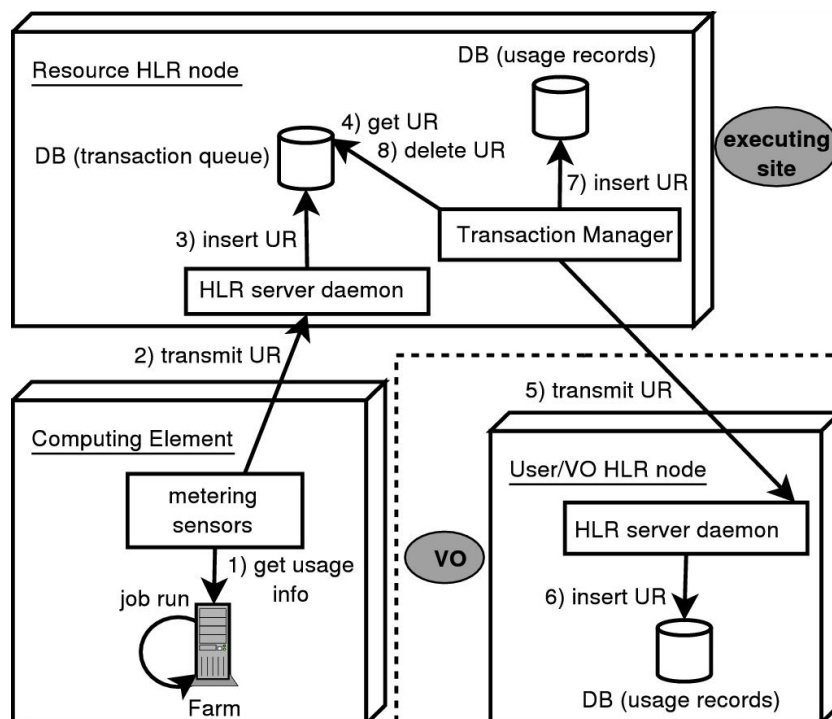 Resource HLR node
DB (usage records)
4) get UR
8) delete UR
DB (transaction queue)
executing
site
7) insert UR
3) insert UR
Transaction Manager
HLR server daemon
2) transmit UR
5) transmit UR
Computing Element
User/VO HLR node
metering
sensors
HLR server daemon
VO
1) get usage
info
6) insert UR
job run
Farm
DB (usage records)